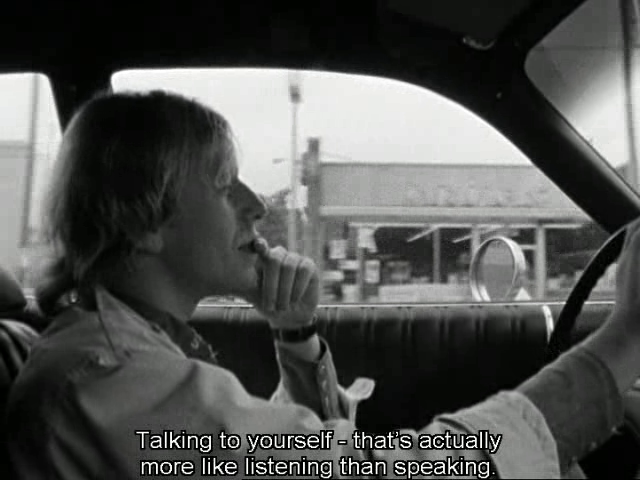 Talking to yourself - that's actually
more like listening than speaking.